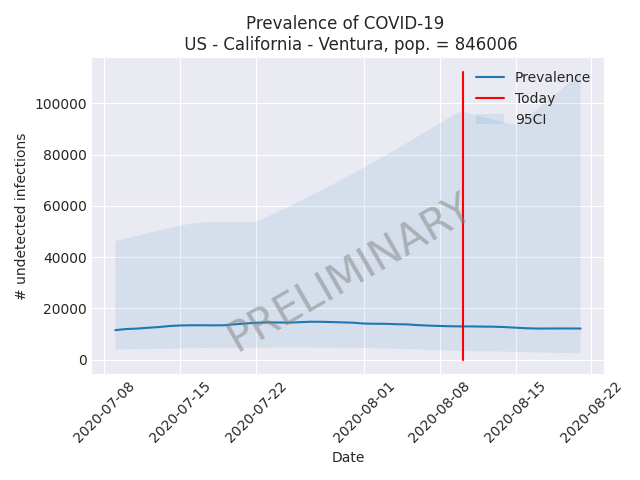 Prevalence of COVID-19
US - California - Ventura, pop. = 846006
Prevalence
Today
95CI
100000
80000
60000
40000
20000
0
# undetected infections
PRELIMINARY
2020-07-08
2020-07-15
2020-07-22
2020-08-01
2020-08-08
2020-08-15
2020-08-22
Date